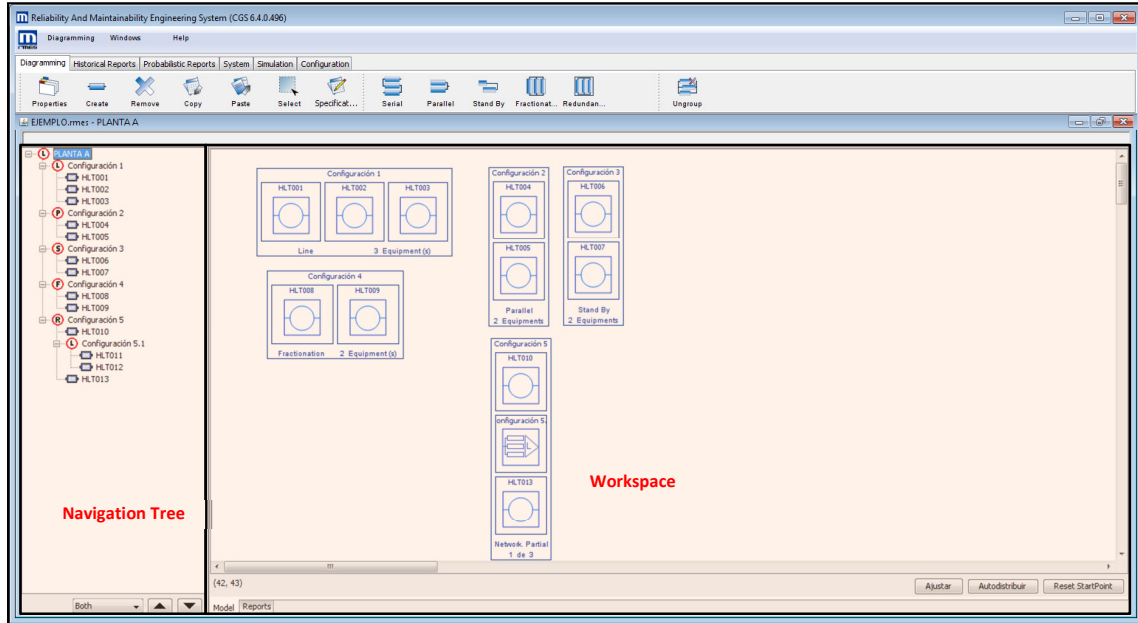 Reliability And Maintainability Engineering System (CGS 6.4.0.496)
Diagramming Windows Help
Diagramming Historical Reports Probabilistic Reports System Simulation Configuration
Properties Create Remove Copy Paste Select Specificat... Serial Parallel Stand By Fractionat... Redundan... Ungroup
EJEMPLO.rmes - PLANTA A
PLANTA A
Configuración 1
HLT001
HLT002
HLT003
Configuración 2
HLT004
HLT005
Configuración 3
HLT006
HLT007
Configuración 4
HLT008
HLT009
Configuración 5
HLT010
Configuración 5.1
HLT011
HLT012
HLT013
Navigation Tree
Both
Configuración 1
HLT001 HLT002 HLT003
Line 3 Equipment(s)
Configuración 2
HLT004
HLT005
Parallel
2 Equipments
Configuración 3
HLT006
HLT007
Stand By
2 Equipments
Configuración 4
HLT008 HLT009
Fractionation 2 Equipment(s)
Configuración 5
HLT010
onfiguración 5.
HLT013
Network. Partial
1 de 3
Workspace
(42, 43)
Ajustar Autodistribuir Reset StartPoint
Model Reports